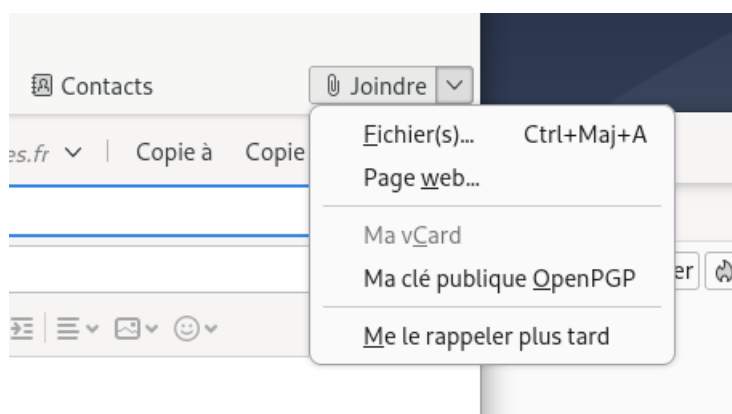 Contacts
Joindre
Fichier(s)... Ctrl+Maj+A
es.fr Copie à Copie
Page web...
Ma vCard
Ma clé publique OpenPGP
er
Me le rappeler plus tard